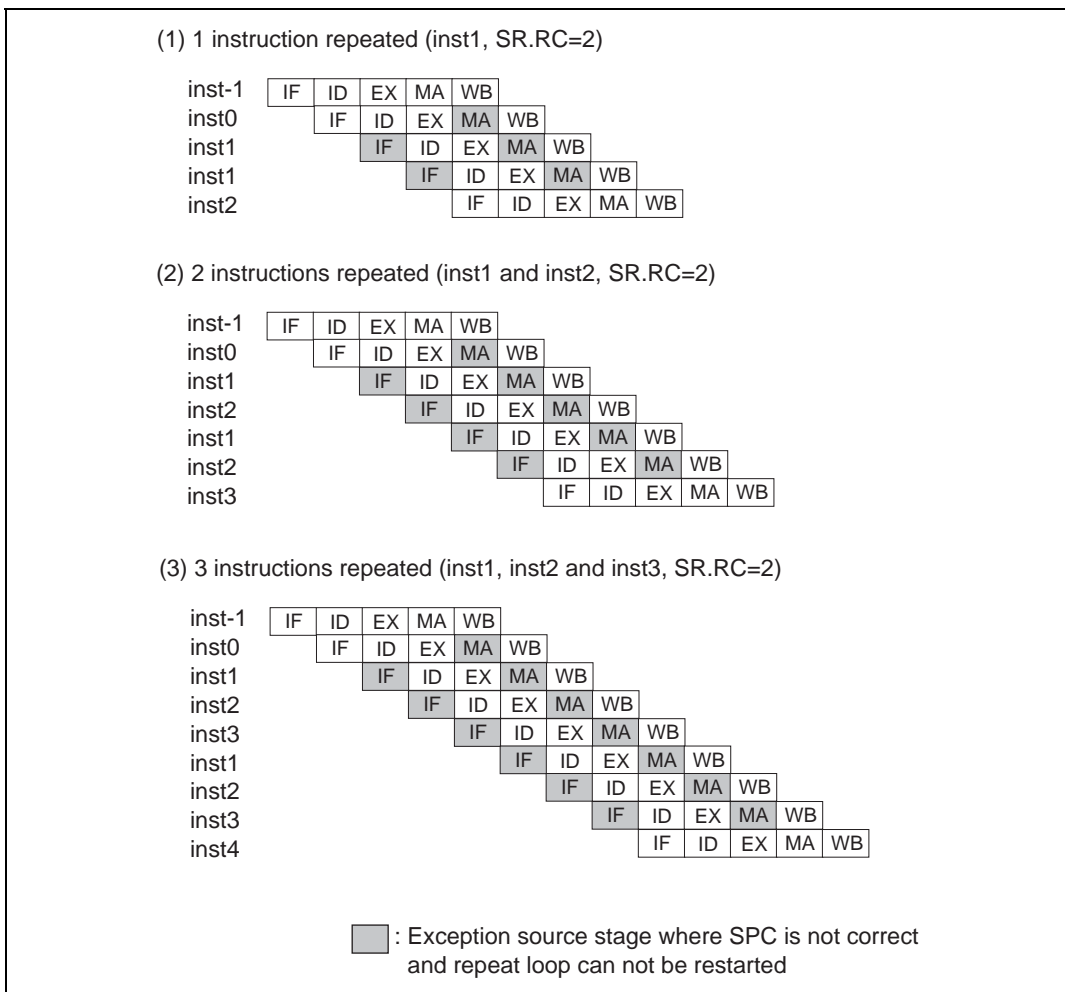 (1) 1 instruction repeated (inst1, SR.RC=2)
inst-1 IF ID EX MA WB
inst0 IF ID EX MA WB
inst1 IF ID EX MA WB
inst1 IF ID EX MA WB
inst2 IF ID EX MA WB
(2) 2 instructions repeated (inst1 and inst2, SR.RC=2)
inst-1 IF ID EX MA WB
inst0 IF ID EX MA WB
inst1 IF ID EX MA WB
inst2 IF ID EX MA WB
inst1 IF ID EX MA WB
inst2 IF ID EX MA WB
inst3 IF ID EX MA WB
(3) 3 instructions repeated (inst1, inst2 and inst3, SR.RC=2)
inst-1 IF ID EX MA WB
inst0 IF ID EX MA WB
inst1 IF ID EX MA WB
inst2 IF ID EX MA WB
inst3 IF ID EX MA WB
inst1 IF ID EX MA WB
inst2 IF ID EX MA WB
inst3 IF ID EX MA WB
inst4 IF ID EX MA WB
: Exception source stage where SPC is not correct
and repeat loop can not be restarted